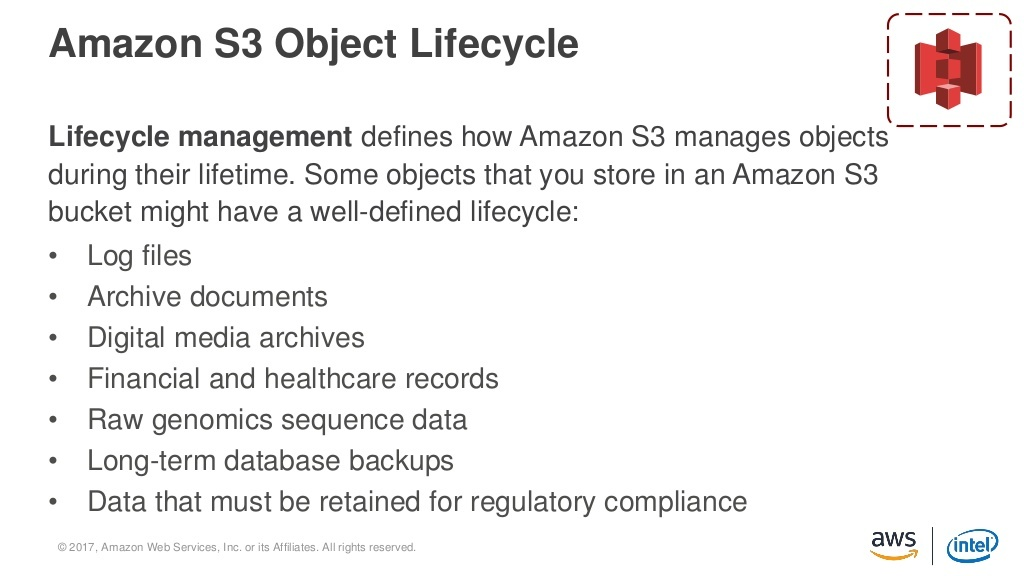 Amazon S3 Object Lifecycle
Lifecycle management defines how Amazon S3 manages objects
during their lifetime. Some objects that you store in an Amazon S3
bucket might have a well-defined lifecycle:
• Log files
• Archive documents
• Digital media archives
• Financial and healthcare records
• Raw genomics sequence data
• Long-term database backups
• Data that must be retained for regulatory compliance
© 2017, Amazon Web Services, Inc. or its Affiliates. All rights reserved.
aws
intel